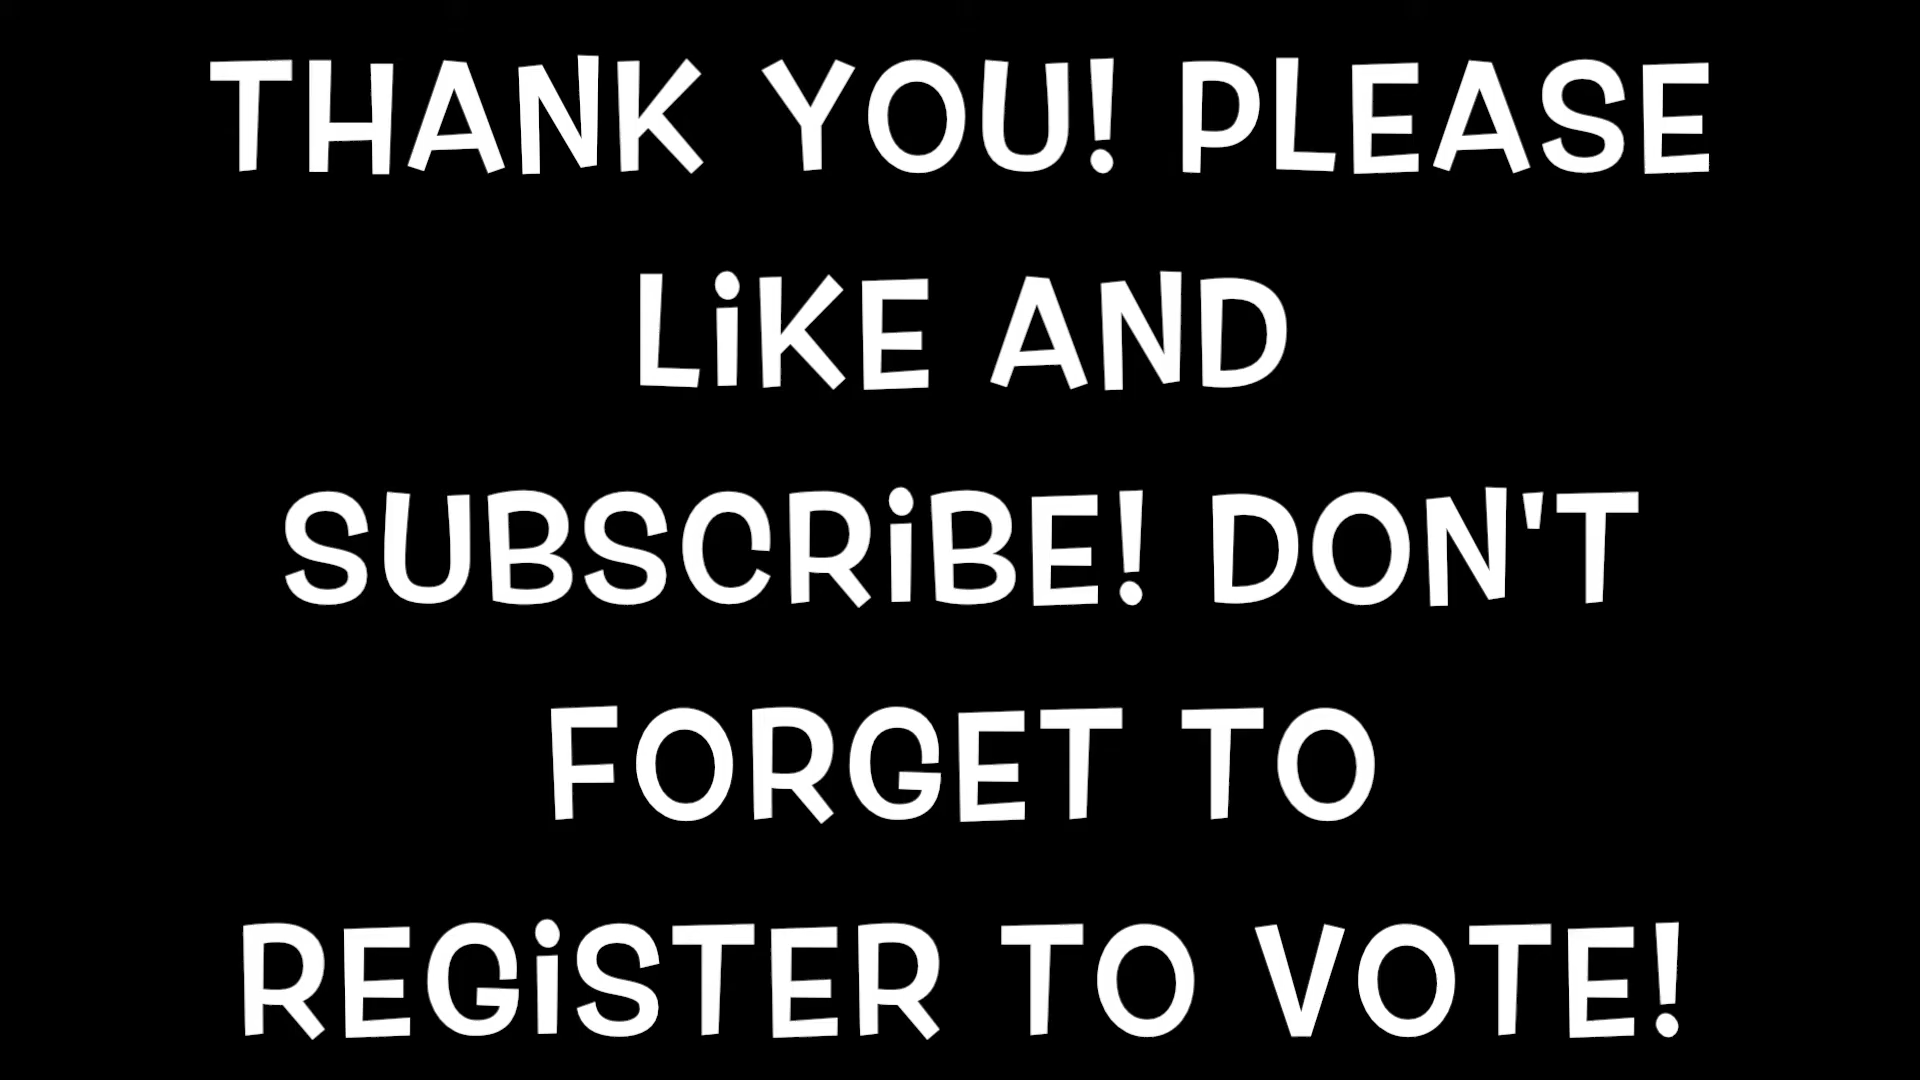 THANK YOU! PLEASE
LiKE AND
SUBSCRiBE! DON'T
FORGET TO
REGiSTER TO VOTE!